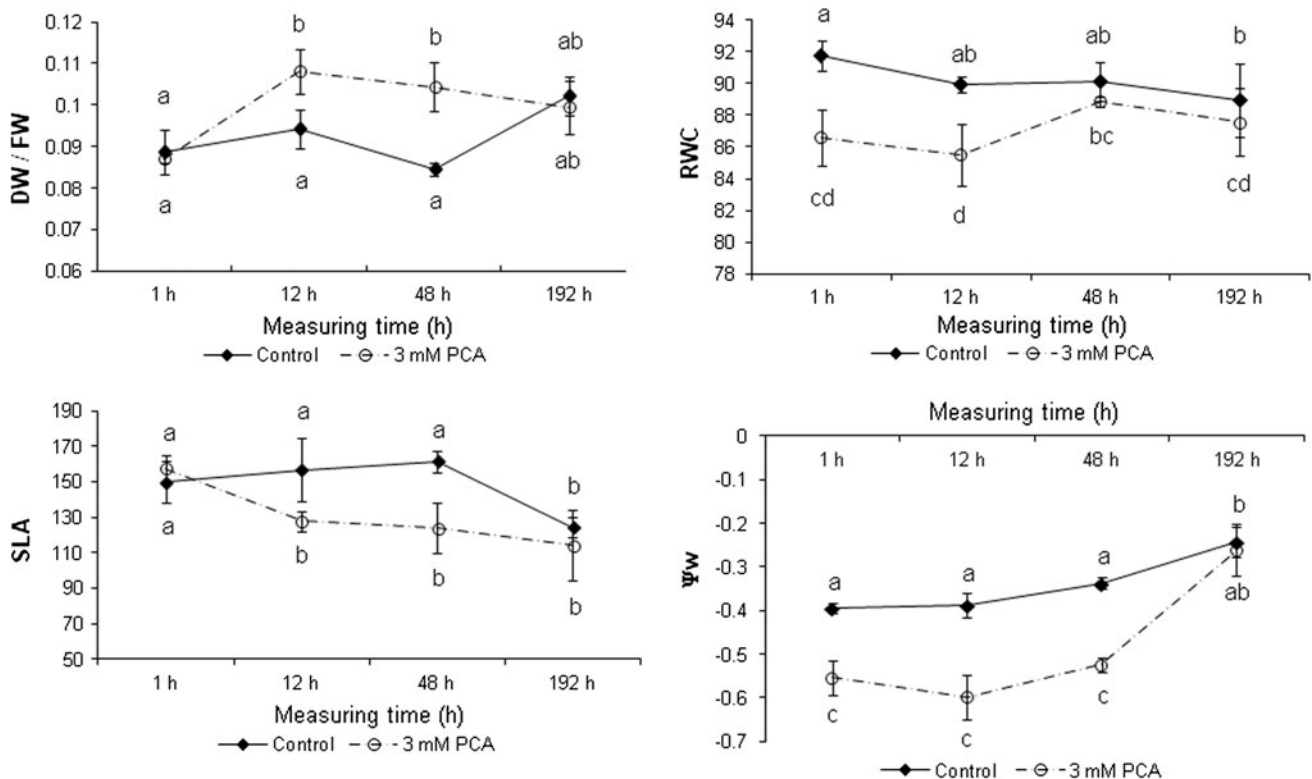 DW / FW
0.12
0.11
0.1
0.09
0.08
0.07
0.06
a
b
b
ab
a
a
a
ab
1 h
12 h
48 h
192 h
Measuring time (h)
Control
3 mM PCA
RWC
94
92
90
88
86
84
82
80
78
a
ab
ab
b
cd
d
bc
cd
1 h
12 h
48 h
192 h
Measuring time (h)
Control
3 mM PCA
SLA
190
170
150
130
110
90
70
50
a
a
a
b
a
b
b
b
1 h
12 h
48 h
192 h
Measuring time (h)
Control
3 mM PCA
Measuring time (h)
Ψw
0
-0.1
-0.2
-0.3
-0.4
-0.5
-0.6
-0.7
1 h
12 h
48 h
192 h
a
a
a
b
c
c
c
ab
Control
3 mM PCA